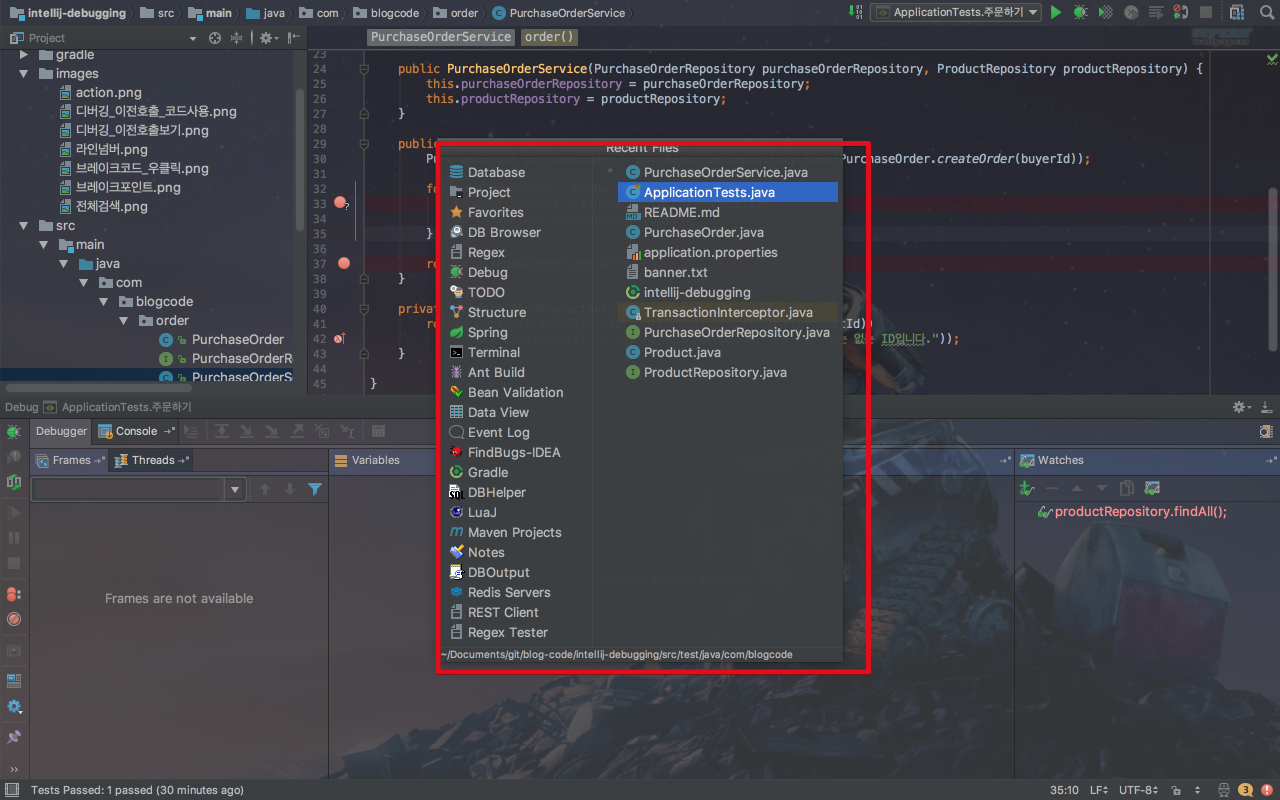 intellij-debugging src main java com blogcode order PurchaseOrderService ApplicationTests.주문하기
Project
PurchaseOrderService order()
gradle
images
action.png
디버깅_이전호출_코드사용.png
디버깅_이전호출보기.png
라인넘버.png
브레이크코드_우클릭.png
브레이크포인트.png
전체검색.png
src
main
java
com
blogcode
order
PurchaseOrder
PurchaseOrderR
PurchaseOrderS
23
24 public PurchaseOrderService(PurchaseOrderRepository purchaseOrderRepository, ProductRepository productRepository) {
25 this.purchaseOrderRepository = purchaseOrderRepository;
26 this.productRepository = productRepository;
27 }
28
29 publi
30 Pu PurchaseOrder.createOrder(buyerId));
32 fo
33
34
35 }
36
37 re
38 }
39
40 priva
41 re tId))
42 는 없는 ID입니다."));
43 }
44
45 }
Recent Files
Database
Project
Favorites
DB Browser
Regex
Debug
TODO
Structure
Spring
Terminal
Ant Build
Bean Validation
Data View
Event Log
FindBugs-IDEA
Gradle
DBHelper
LuaJ
Maven Projects
Notes
DBOutput
Redis Servers
REST Client
Regex Tester
PurchaseOrderService.java
ApplicationTests.java
README.md
PurchaseOrder.java
application.properties
banner.txt
intellij-debugging
TransactionInterceptor.java
PurchaseOrderRepository.java
Product.java
ProductRepository.java
~/Documents/git/blog-code/intellij-debugging/src/test/java/com/blogcode
Debug ApplicationTests.주문하기
Debugger Console
Frames Threads Variables Watches
productRepository.findAll();
Frames are not available
Tests Passed: 1 passed (30 minutes ago) 35:10 LF UTF-8 3